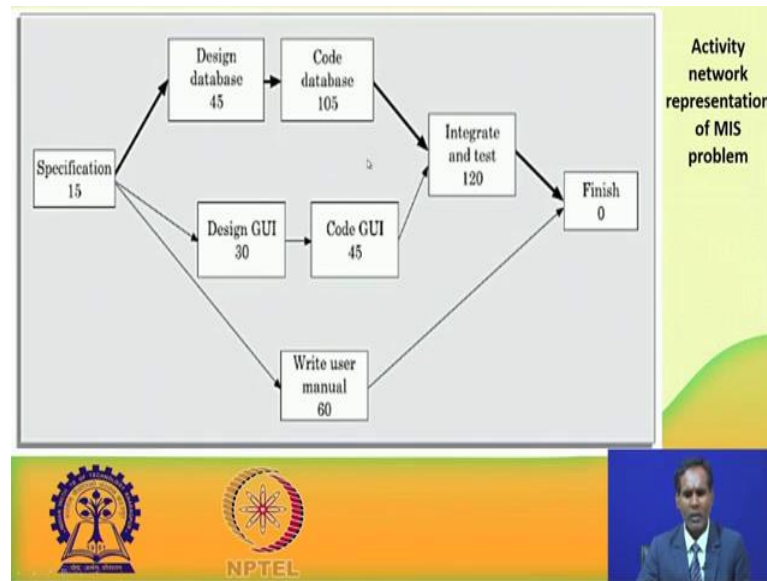 Activity
network
representation
of MIS
problem
Design
database
45
Code
database
105
Integrate
and test
120
Specification
15
Finish
0
Design GUI
30
Code GUI
45
Write user
manual
60
NPTEL